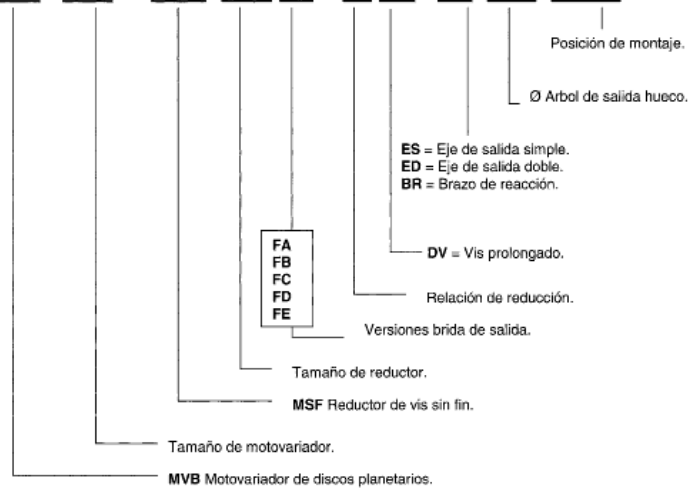 Posición de montaje.
Ø Arbol de salida hueco.
ES = Eje de salida simple.
ED = Eje de salida doble.
BR = Brazo de reacción.
FA
FB
FC
FD
FE
DV = Vis prolongado.
Relación de reducción.
Versiones brida de salida.
Tamaño de reductor.
MSF Reductor de vis sin fin.
Tamaño de motovariador.
MVB Motovariador de discos planetarios.